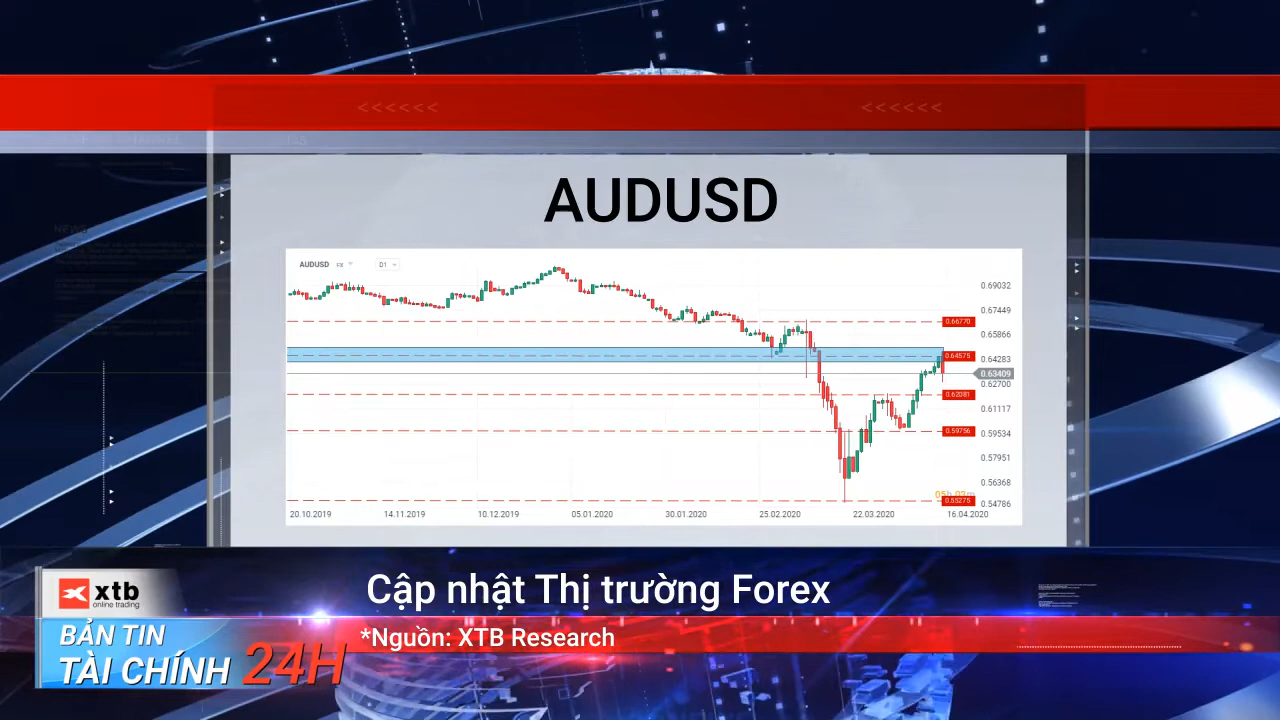 AUDUSD
AUDUSD FX D1
0.69032
0.67449
0.66770
0.65866
0.64575
0.64283
0.63409
0.62700
0.62081
0.61117
0.59756
0.59534
0.57951
0.56368
0.55275
0.54786
20.10.2019 14.11.2019 10.12.2019 05.01.2020 30.01.2020 25.02.2020 22.03.2020 16.04.2020
xtb
online trading
Cập nhật Thị trường Forex
BẢN TIN
TÀI CHÍNH 24H
*Nguồn: XTB Research